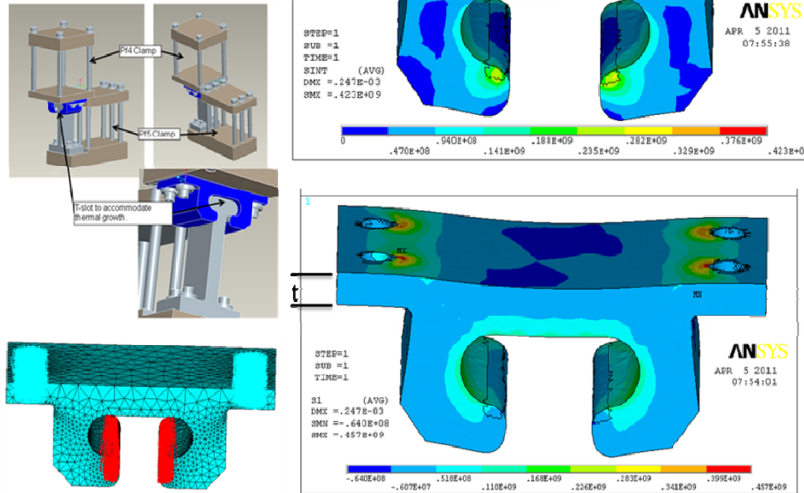 Pf4 Clamp
Pf5 Clamp
T-slot to accommodate
thermal growth.
STEP=1
SUB =1
TIME=1
SINT (AVG)
DMX =.247E-03
SMX =.423E+09
ANSYS
APR 5 2011
07:55:38
0 .940E+08 .188E+09 .282E+09 .376E+09
.470E+08 .141E+09 .235E+09 .329E+09 .423E+0
1
MX
MN
t
STEP=1
SUB =1
TIME=1
S1 (AVG)
DMX =.247E-03
SMN =-.640E+08
SMX =.457E+09
ANSYS
APR 5 2011
07:54:01
-.640E+08 .518E+08 .168E+09 .283E+09 .399E+09
-.607E+07 .110E+09 .226E+09 .341E+09 .457E+09